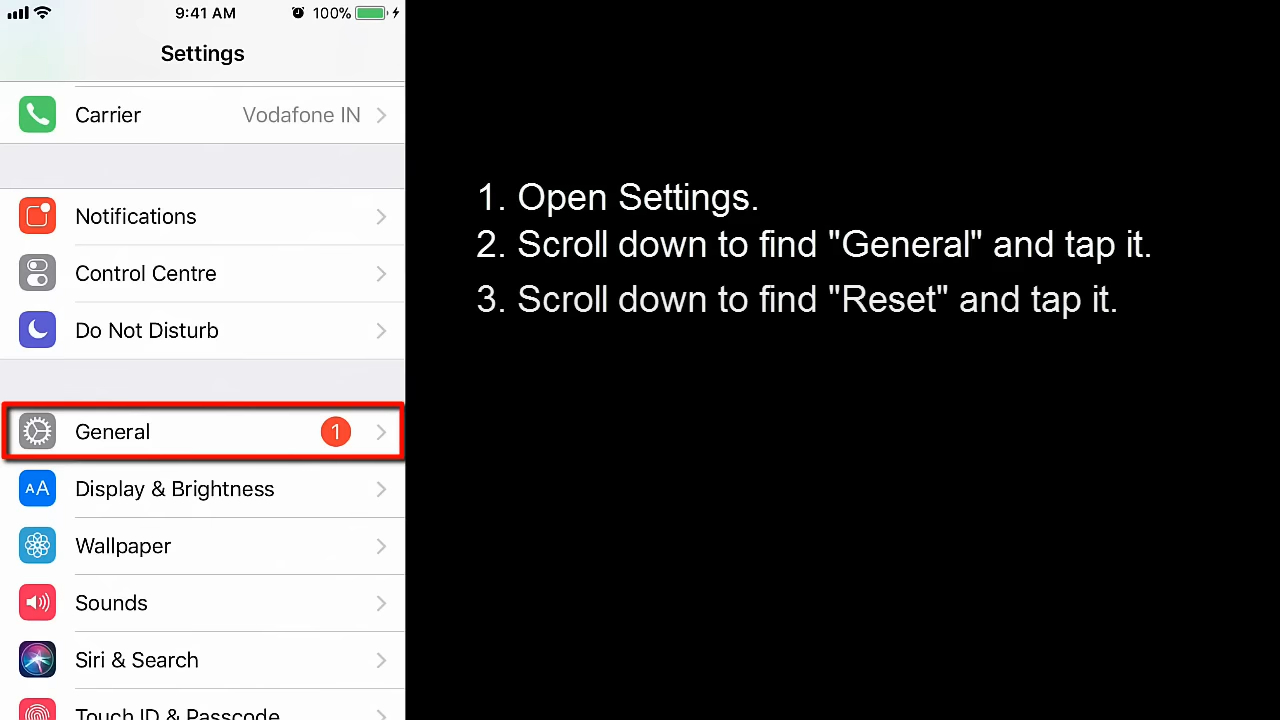 9:41 AM 100%
Settings
Carrier Vodafone IN
Notifications
Control Centre
Do Not Disturb
General 1
AA Display & Brightness
Wallpaper
Sounds
Siri & Search
Touch ID & Passcode
1. Open Settings.
2. Scroll down to find "General" and tap it.
3. Scroll down to find "Reset" and tap it.